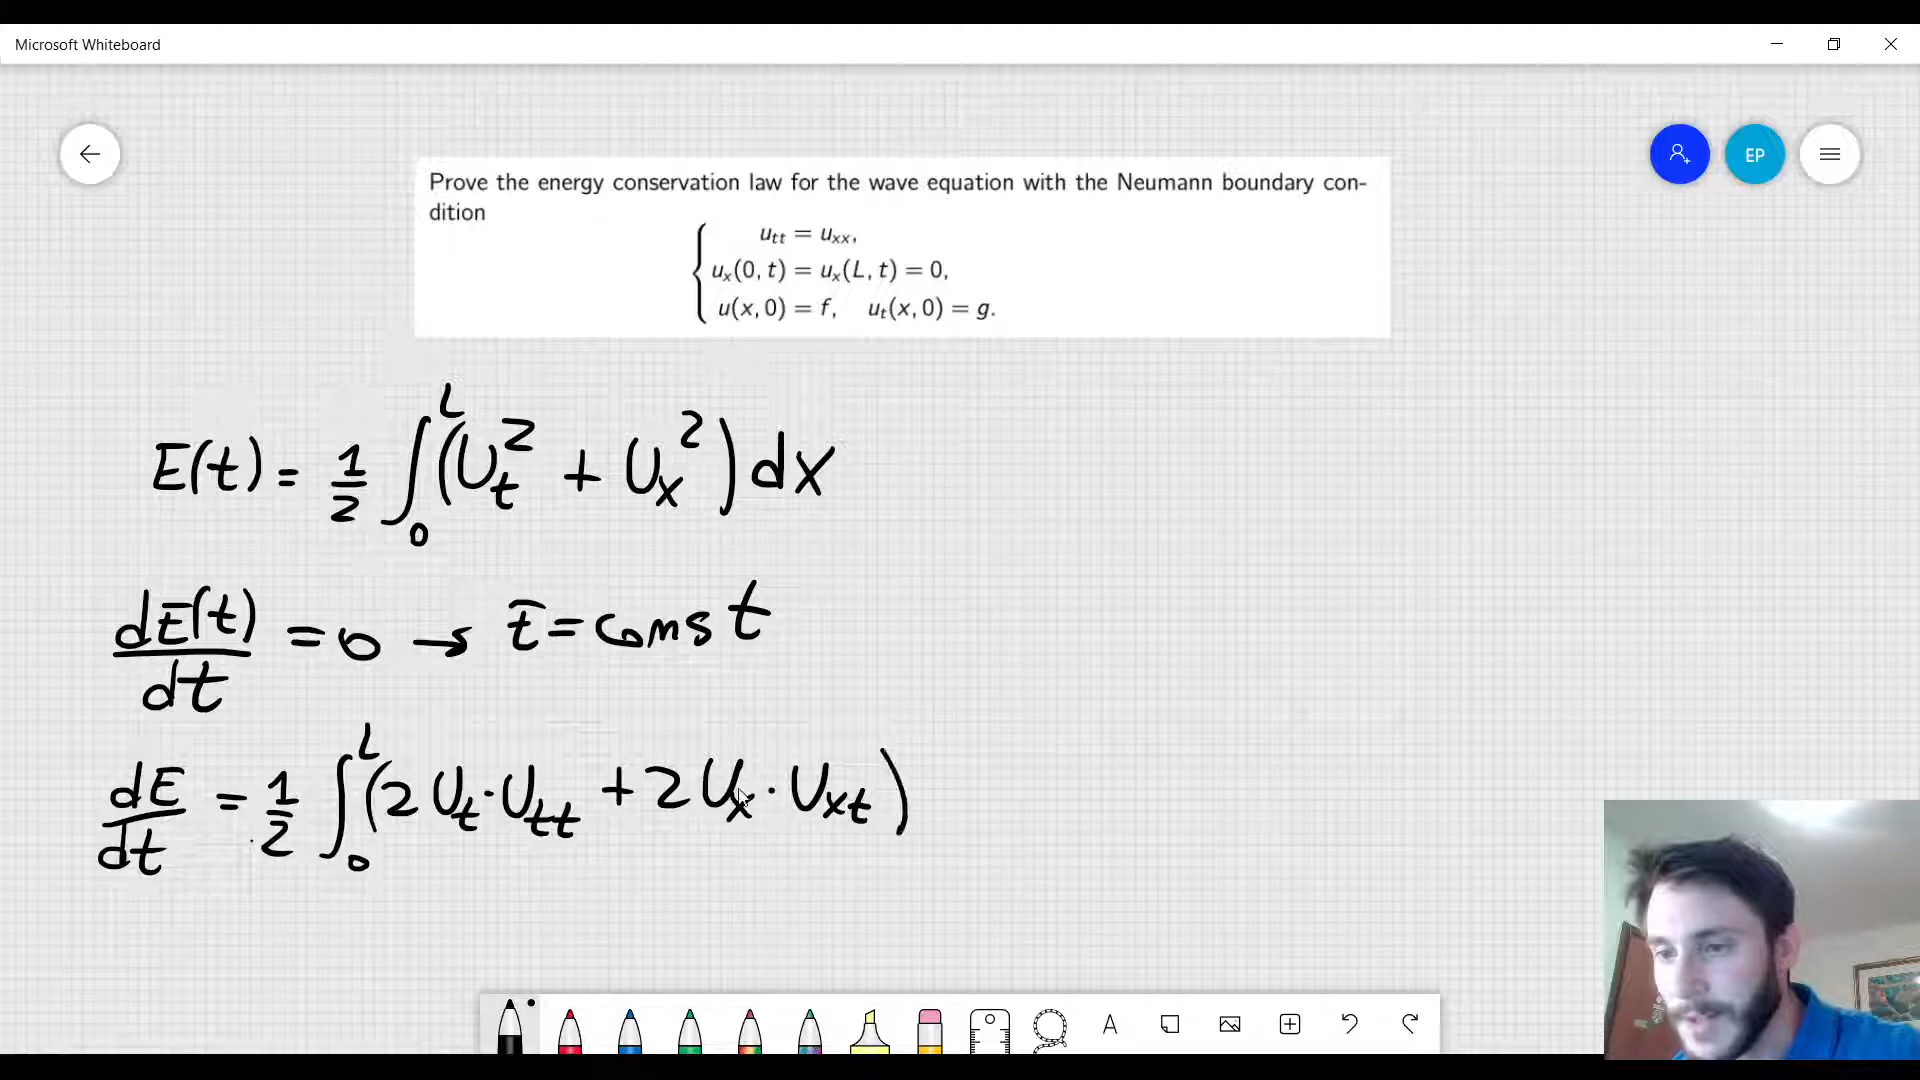 Microsoft Whiteboard
EP
Prove the energy conservation law for the wave equation with the Neumann boundary con-
dition
u_tt = u_xx,
u_x(0, t) = u_x(L, t) = 0,
u(x, 0) = f, u_t(x, 0) = g.
E(t) = 1/2 ∫_0^L (U_t^2 + U_x^2) dx
dE(t)/dt = 0 → E = const
dE/dt = 1/2 ∫_0^L (2 U_t · U_tt + 2 U_x · U_xt)
A